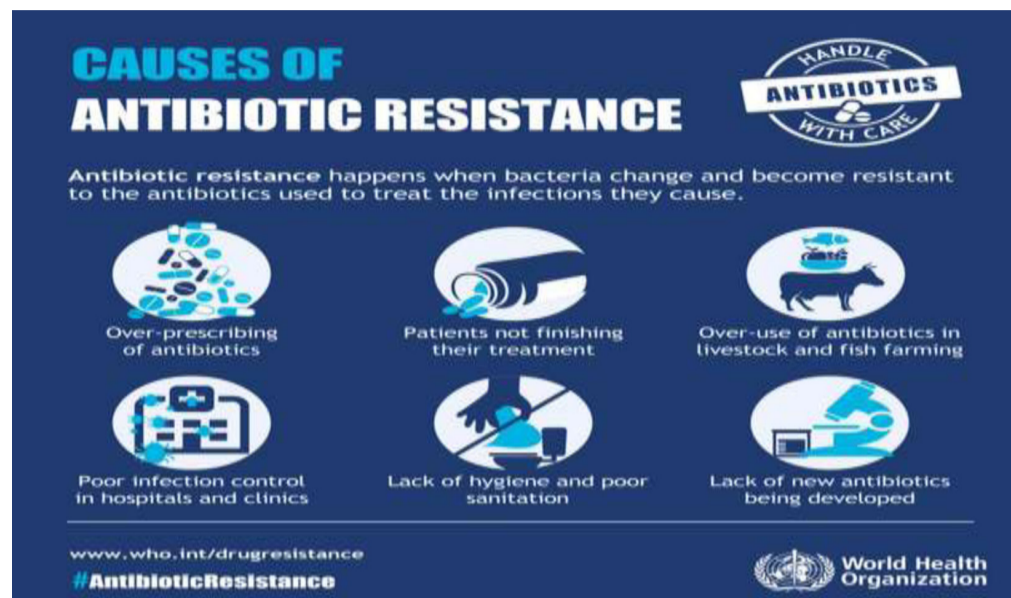 CAUSES OF
ANTIBIOTIC RESISTANCE
HANDLE
ANTIBIOTICS
WITH CARE
Antibiotic resistance happens when bacteria change and become resistant
to the antibiotics used to treat the infections they cause.
Over-prescribing
of antibiotics
Patients not finishing
their treatment
Over-use of antibiotics in
livestock and fish farming
Poor infection control
in hospitals and clinics
Lack of hygiene and poor
sanitation
Lack of new antibiotics
being developed
www.who.int/drugresistance
#AntibioticResistance
World Health
Organization